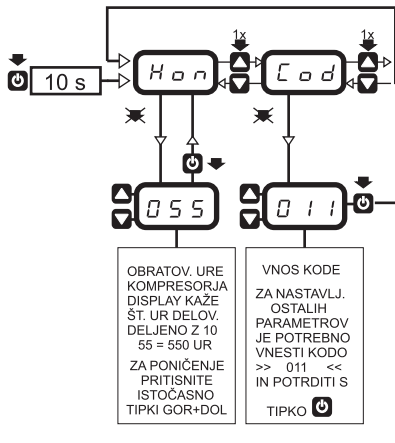 1x
1x
10 s
Hon
Cod
055
011
OBRATOV. URE
KOMPRESORJA
DISPLAY KAŽE
ŠT. UR DELOV.
DELJENO Z 10
55 = 550 UR
ZA PONIČENJE
PRITISNITE
ISTOČASNO
TIPKI GOR+DOL
VNOS KODE
ZA NASTAVLJ.
OSTALIH
PARAMETROV
JE POTREBNO
VNESTI KODO
>> 011 <<
IN POTRDITI S
TIPKO